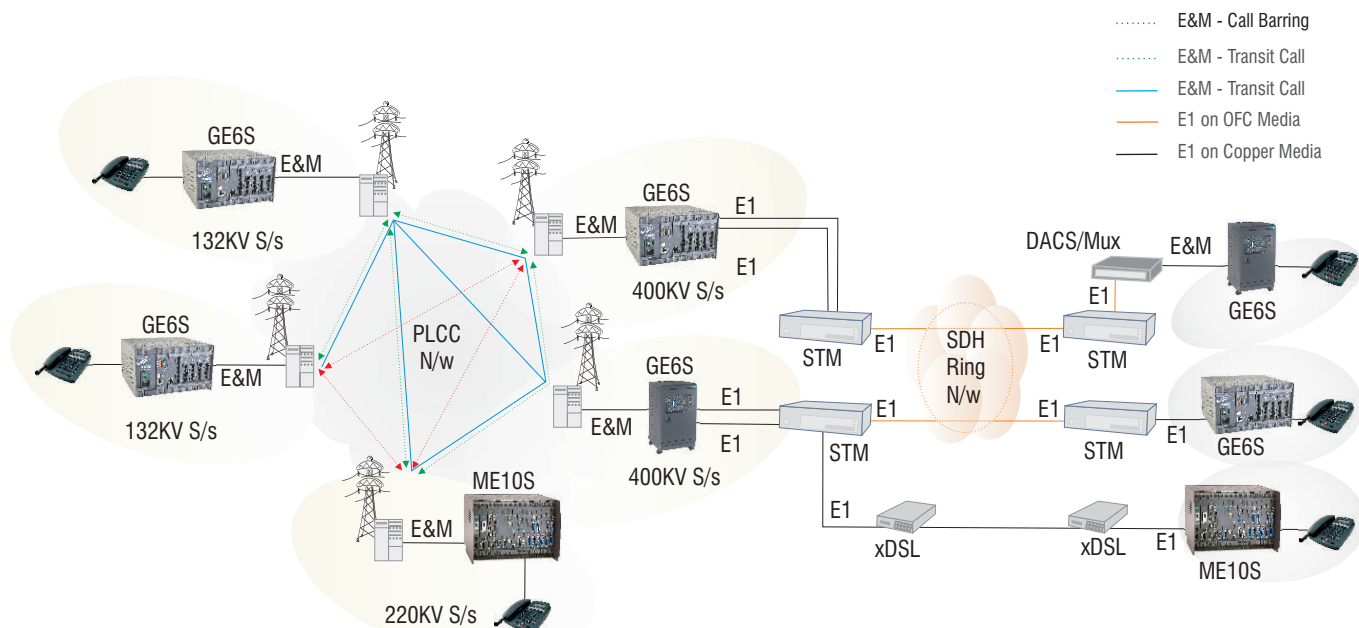 E&M - Call Barring
E&M - Transit Call
E&M - Transit Call
E1 on OFC Media
E1 on Copper Media
GE6S
E&M
132KV S/s
GE6S
E&M
132KV S/s
PLCC
N/w
E&M
GE6S
E1
E1
400KV S/s
E&M
GE6S
E1
E1
400KV S/s
ME10S
E&M
220KV S/s
STM
E1
SDH
Ring
N/w
E1
STM
E1
DACS/Mux
E&M
GE6S
STM
E1
E1
STM
E1
GE6S
E1
xDSL
xDSL
E1
ME10S